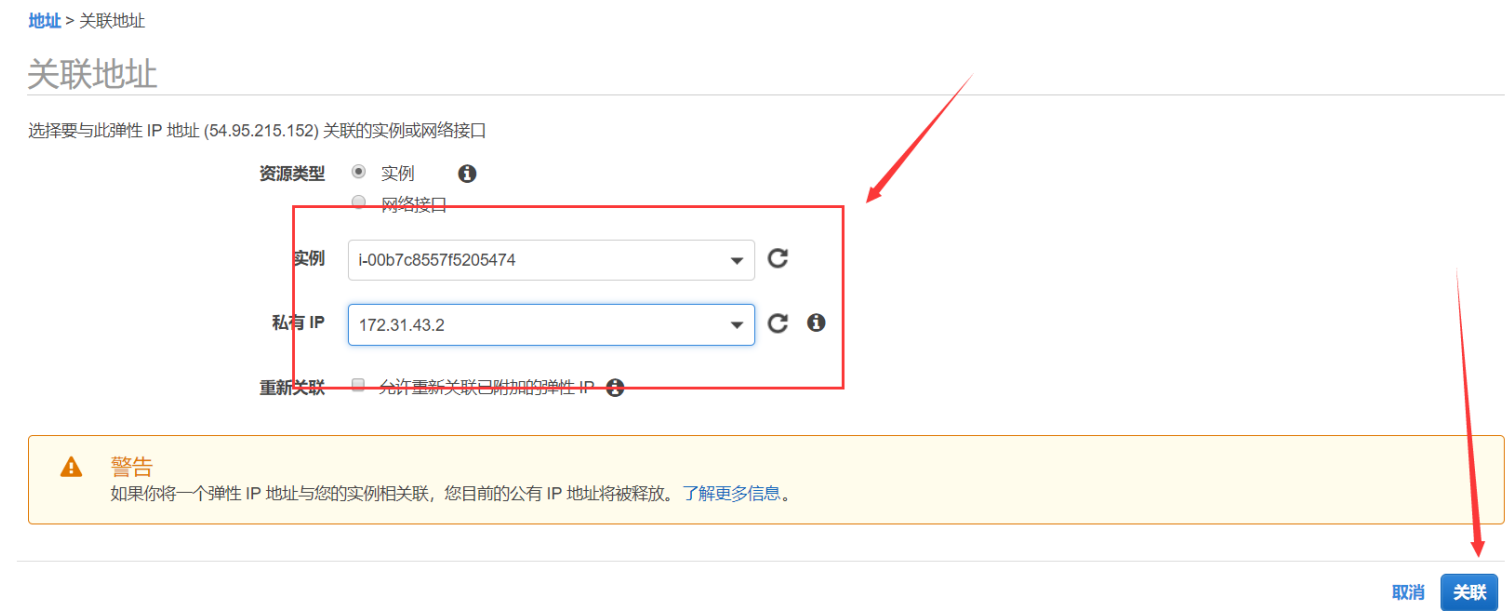 地址 > 关联地址
关联地址
选择要与此弹性 IP 地址 (54.95.215.152) 关联的实例或网络接口
资源类型 实例
网络接口
实例 i-00b7c8557f5205474
私有 IP 172.31.43.2
重新关联 允许重新关联已附加的弹性 IP
警告
如果你将一个弹性 IP 地址与您的实例相关联，您目前的公有 IP 地址将被释放。了解更多信息。
取消 关联